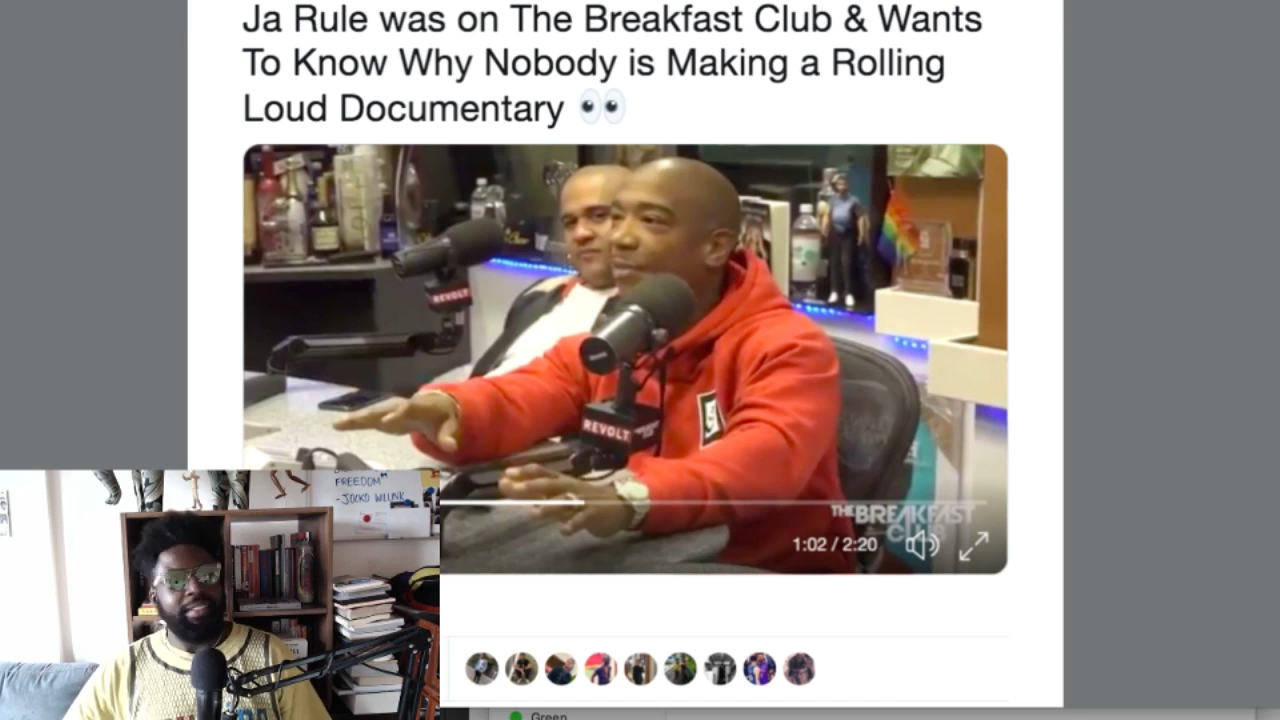 Ja Rule was on The Breakfast Club & Wants
To Know Why Nobody is Making a Rolling
Loud Documentary 👀
REVOLT
REVOLT
THE BREAKFAST
CLUB
1:02 / 2:20
FREEDOM"
-JOCKO WILLINK
Green